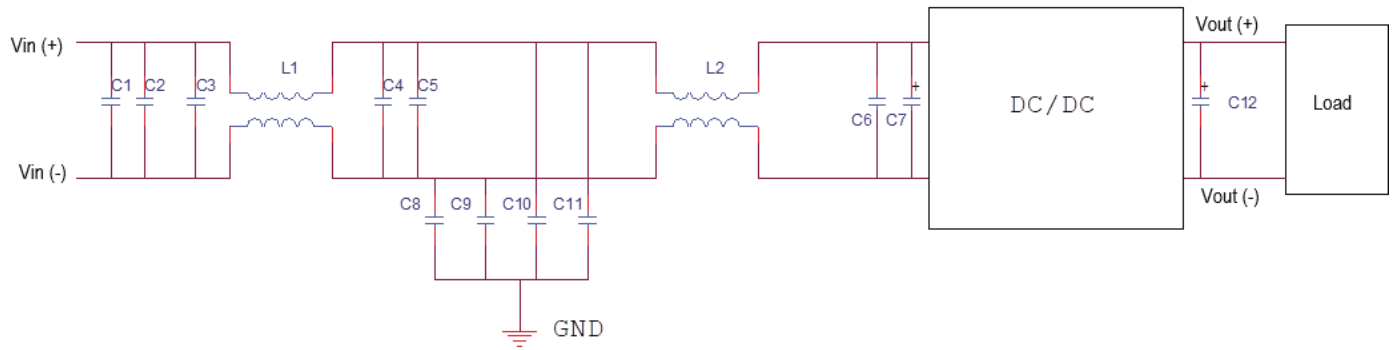 Vin (+)
Vin (-)
C1
C2
C3
L1
C4
C5
C8
C9
C10
C11
GND
L2
C6
C7
+
DC/DC
Vout (+)
Vout (-)
+
C12
Load